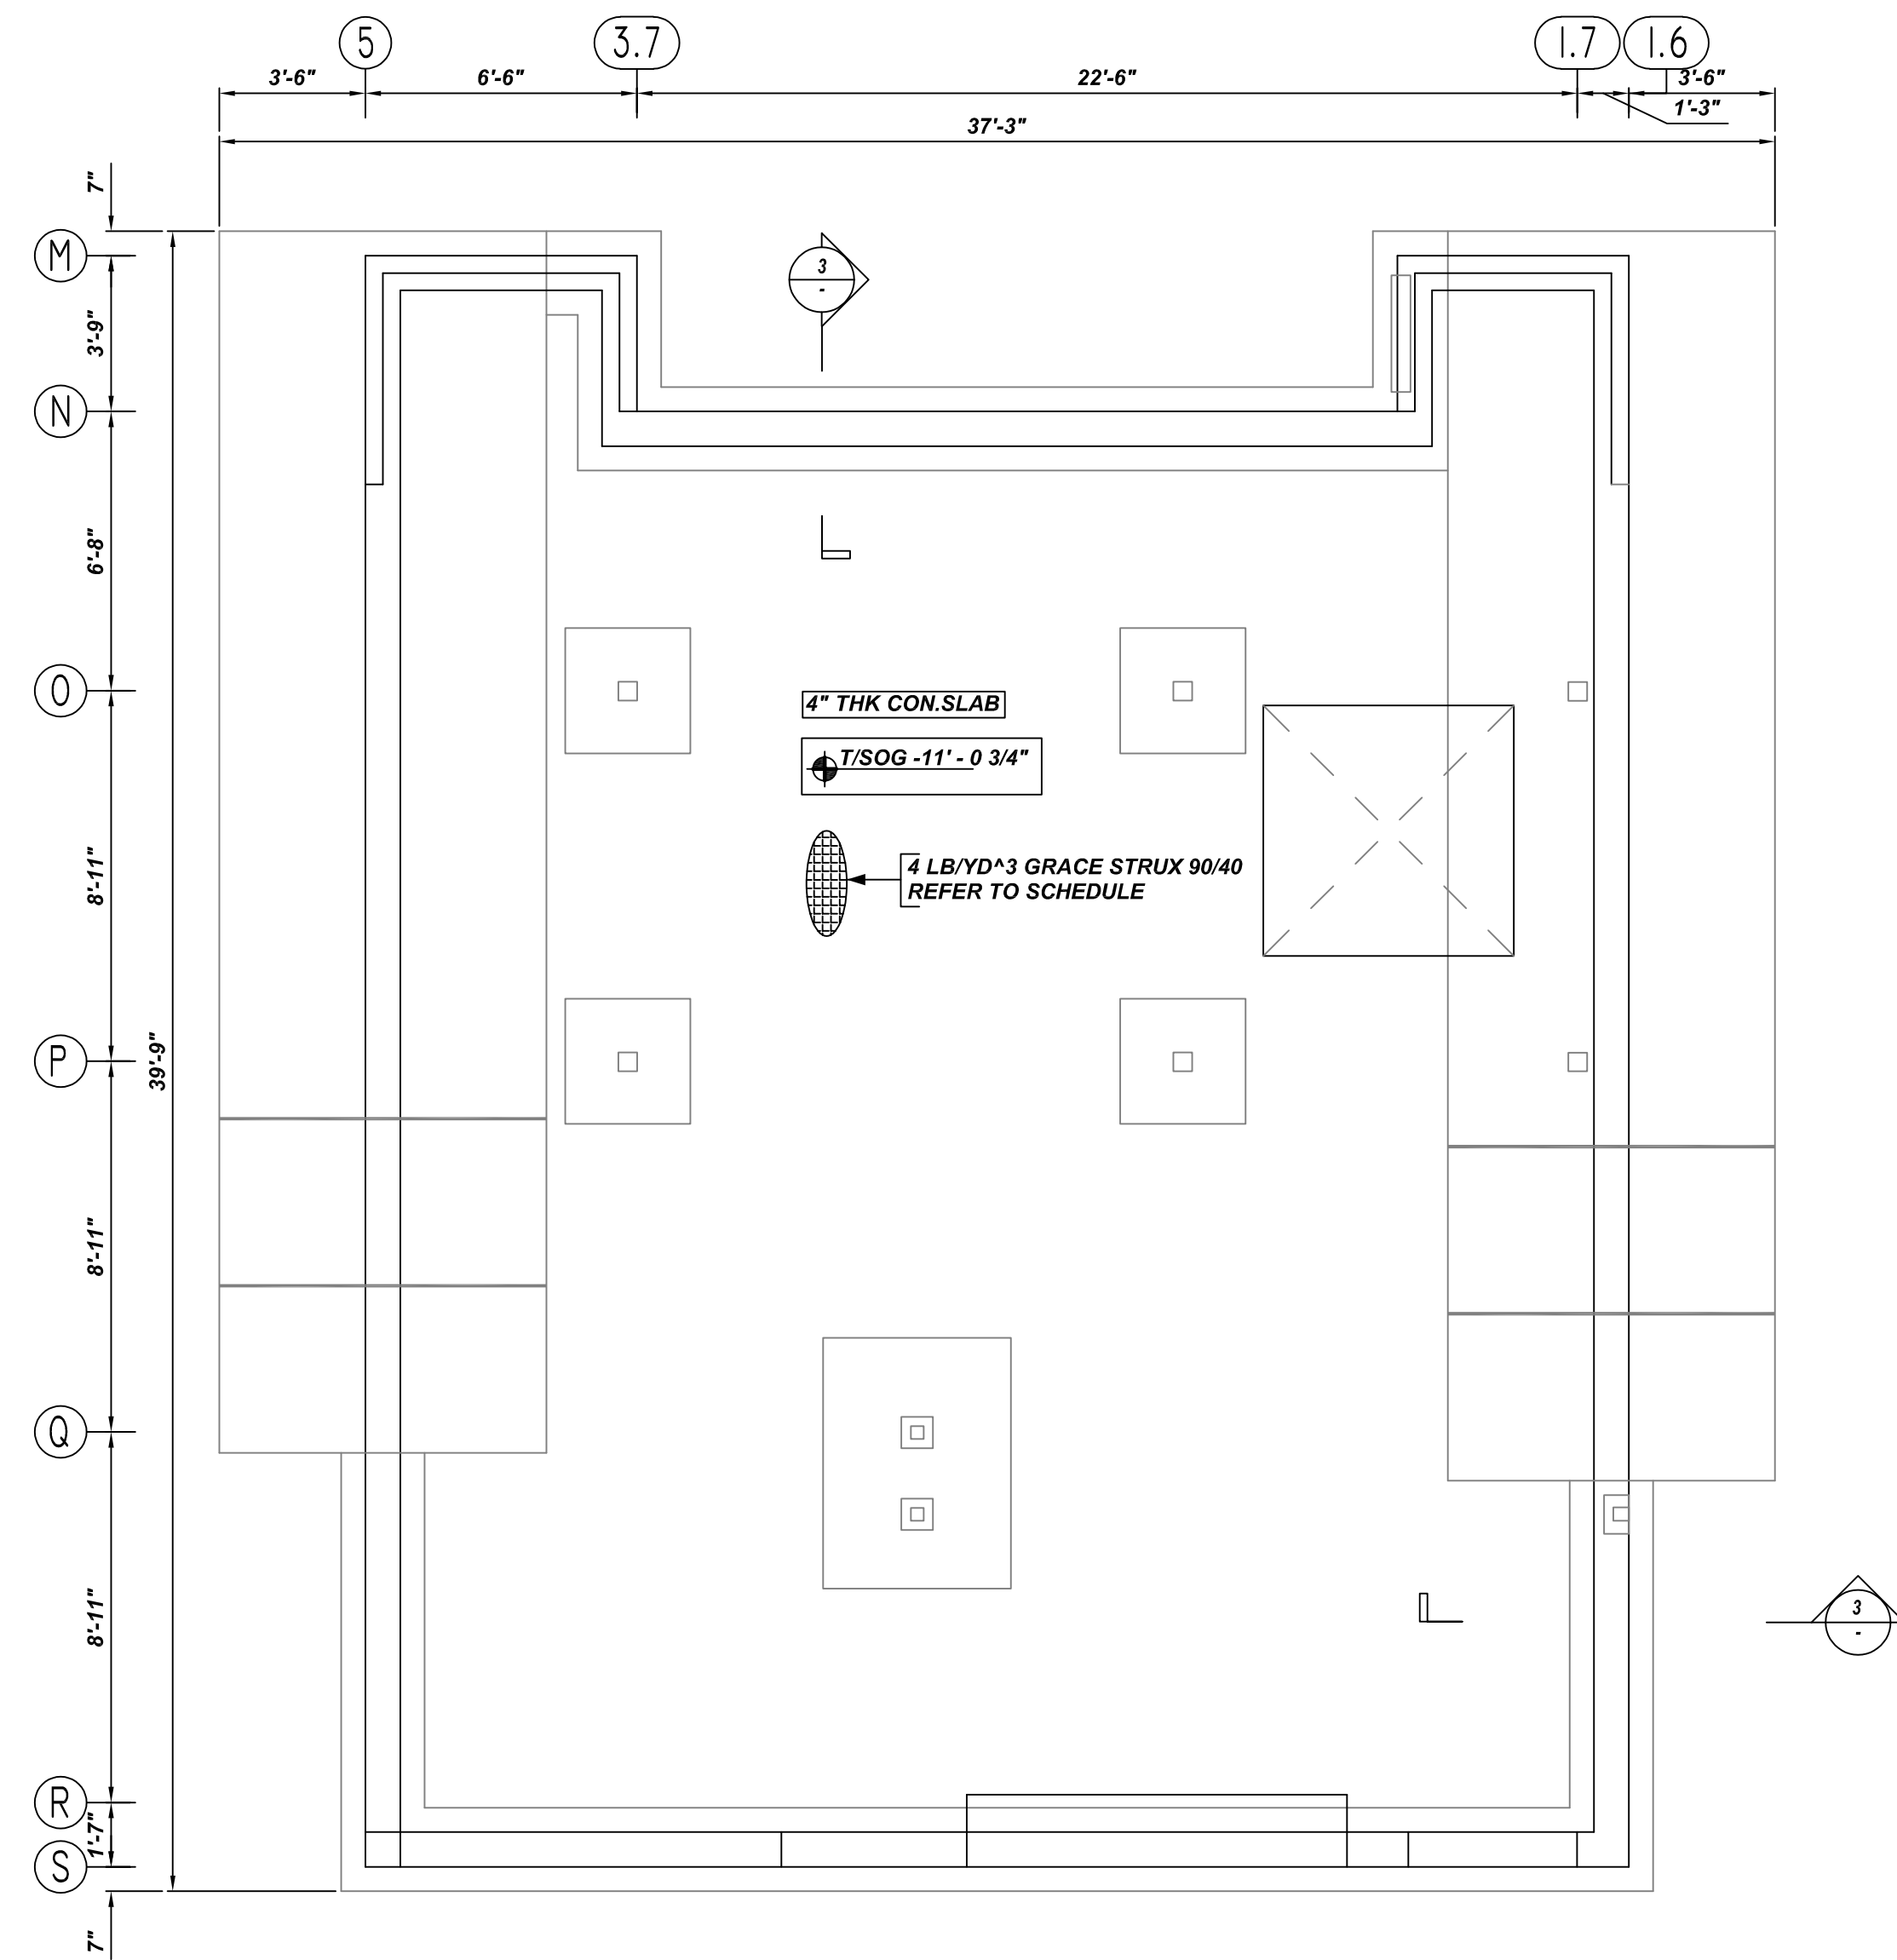 5
3.7
1.7
1.6
3'-6"
6'-6"
22'-6"
3'-6"
1'-3"
37'-3"
7"
M
3'-9"
N
6'-8"
O
8'-11"
P
39'-9"
8'-11"
Q
8'-11"
R
1'-7"
S
7"
3
-
4" THK CON.SLAB
T/SOG -11' - 0 3/4"
4 LB/YD^3 GRACE STRUX 90/40
REFER TO SCHEDULE
3
-